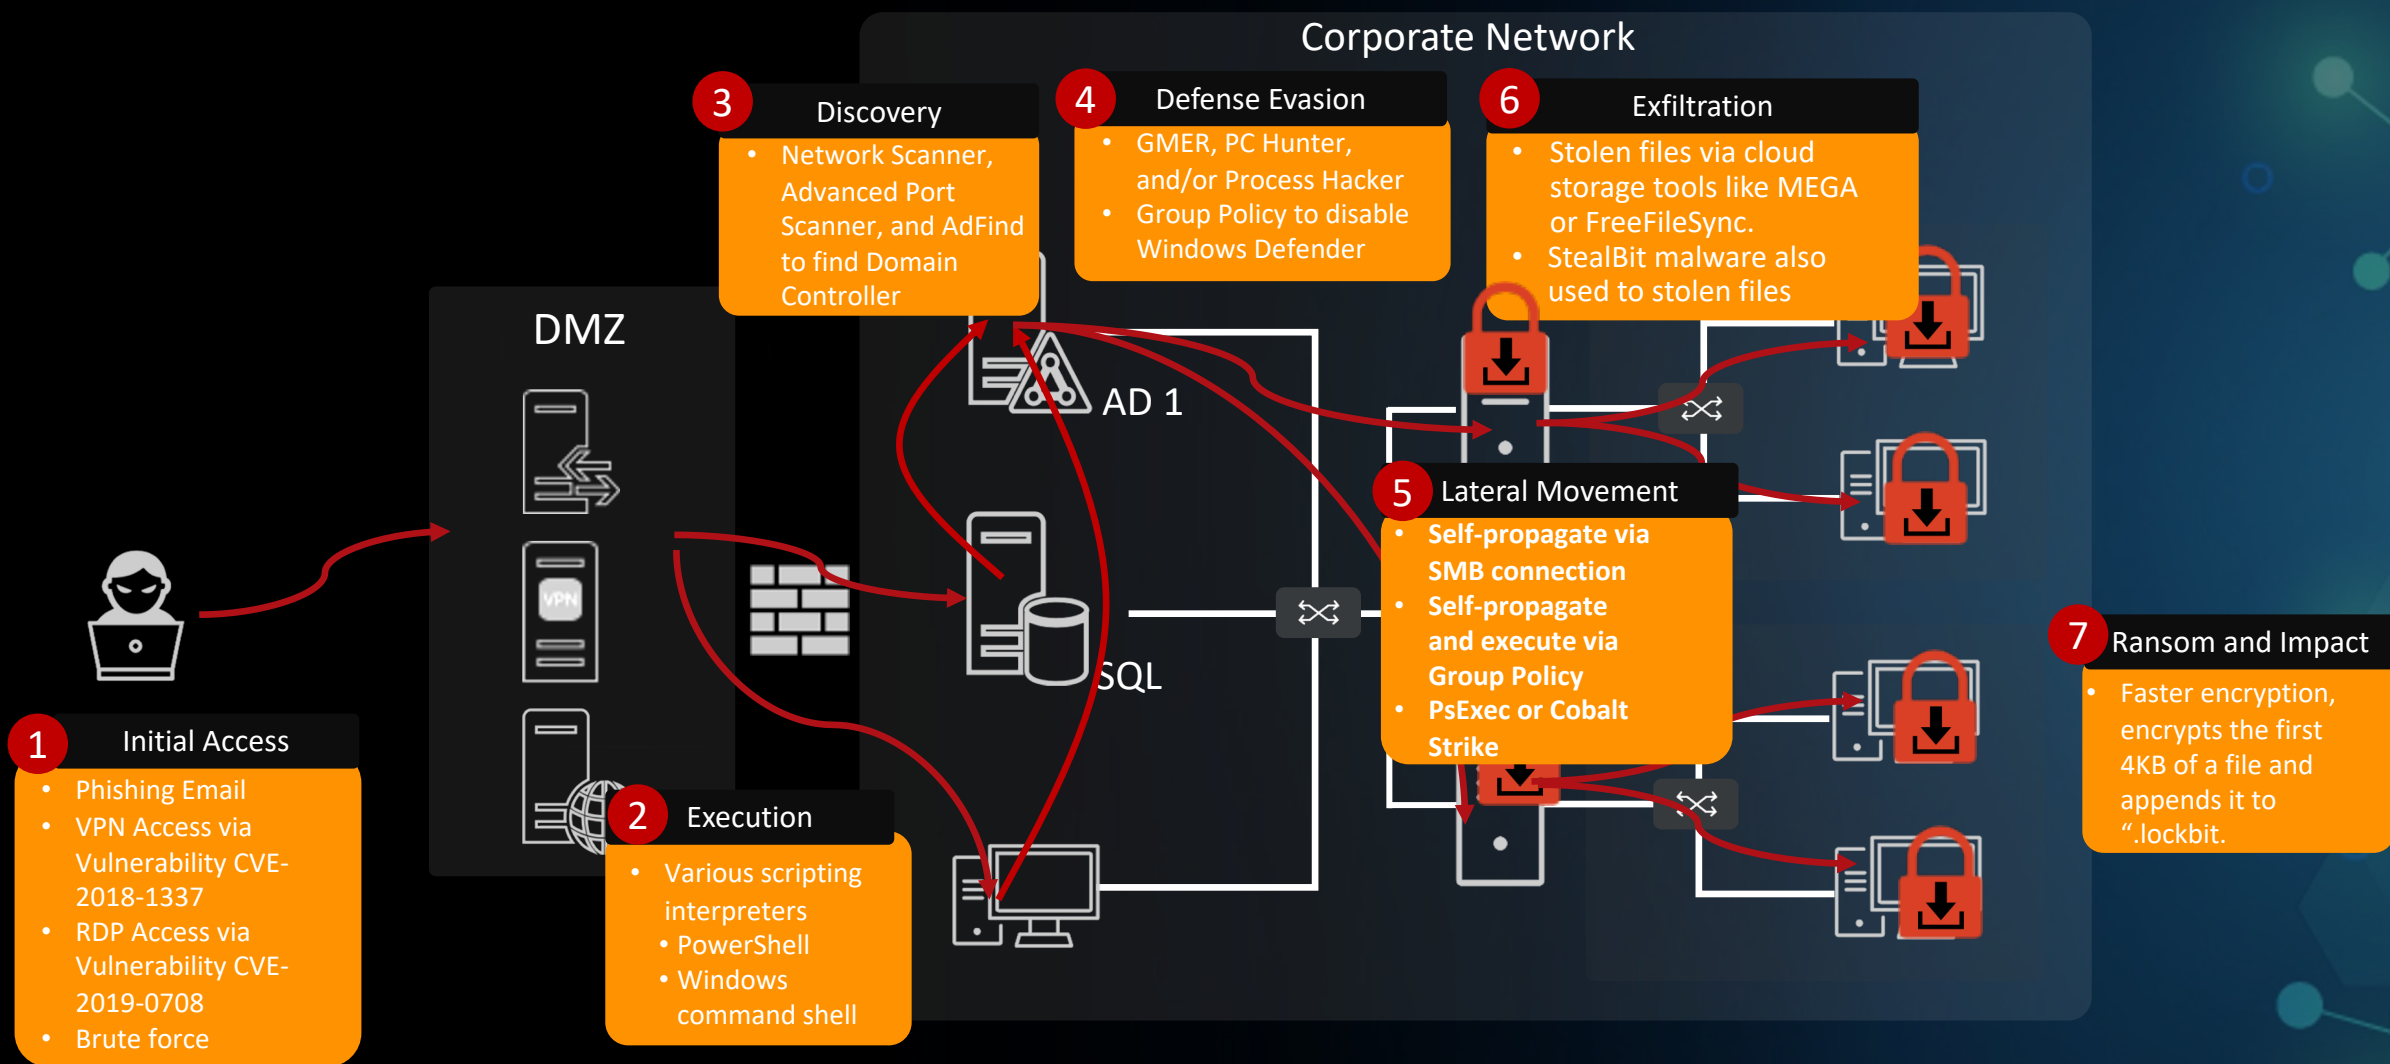 Corporate Network
3
Discovery
• Network Scanner,
Advanced Port
Scanner, and AdFind
to find Domain
Controller
4
Defense Evasion
• GMER, PC Hunter,
and/or Process Hacker
• Group Policy to disable
Windows Defender
6
Exfiltration
• Stolen files via cloud
storage tools like MEGA
or FreeFileSync.
• StealBit malware also
used to stolen files
DMZ
VPN
AD 1
SQL
5
Lateral Movement
• Self-propagate via
SMB connection
• Self-propagate
and execute via
Group Policy
• PsExec or Cobalt
Strike
7
Ransom and Impact
• Faster encryption,
encrypts the first
4KB of a file and
appends it to
“.lockbit.
1
Initial Access
• Phishing Email
• VPN Access via
Vulnerability CVE-
2018-1337
• RDP Access via
Vulnerability CVE-
2019-0708
• Brute force
2
Execution
• Various scripting
interpreters
• PowerShell
• Windows
command shell